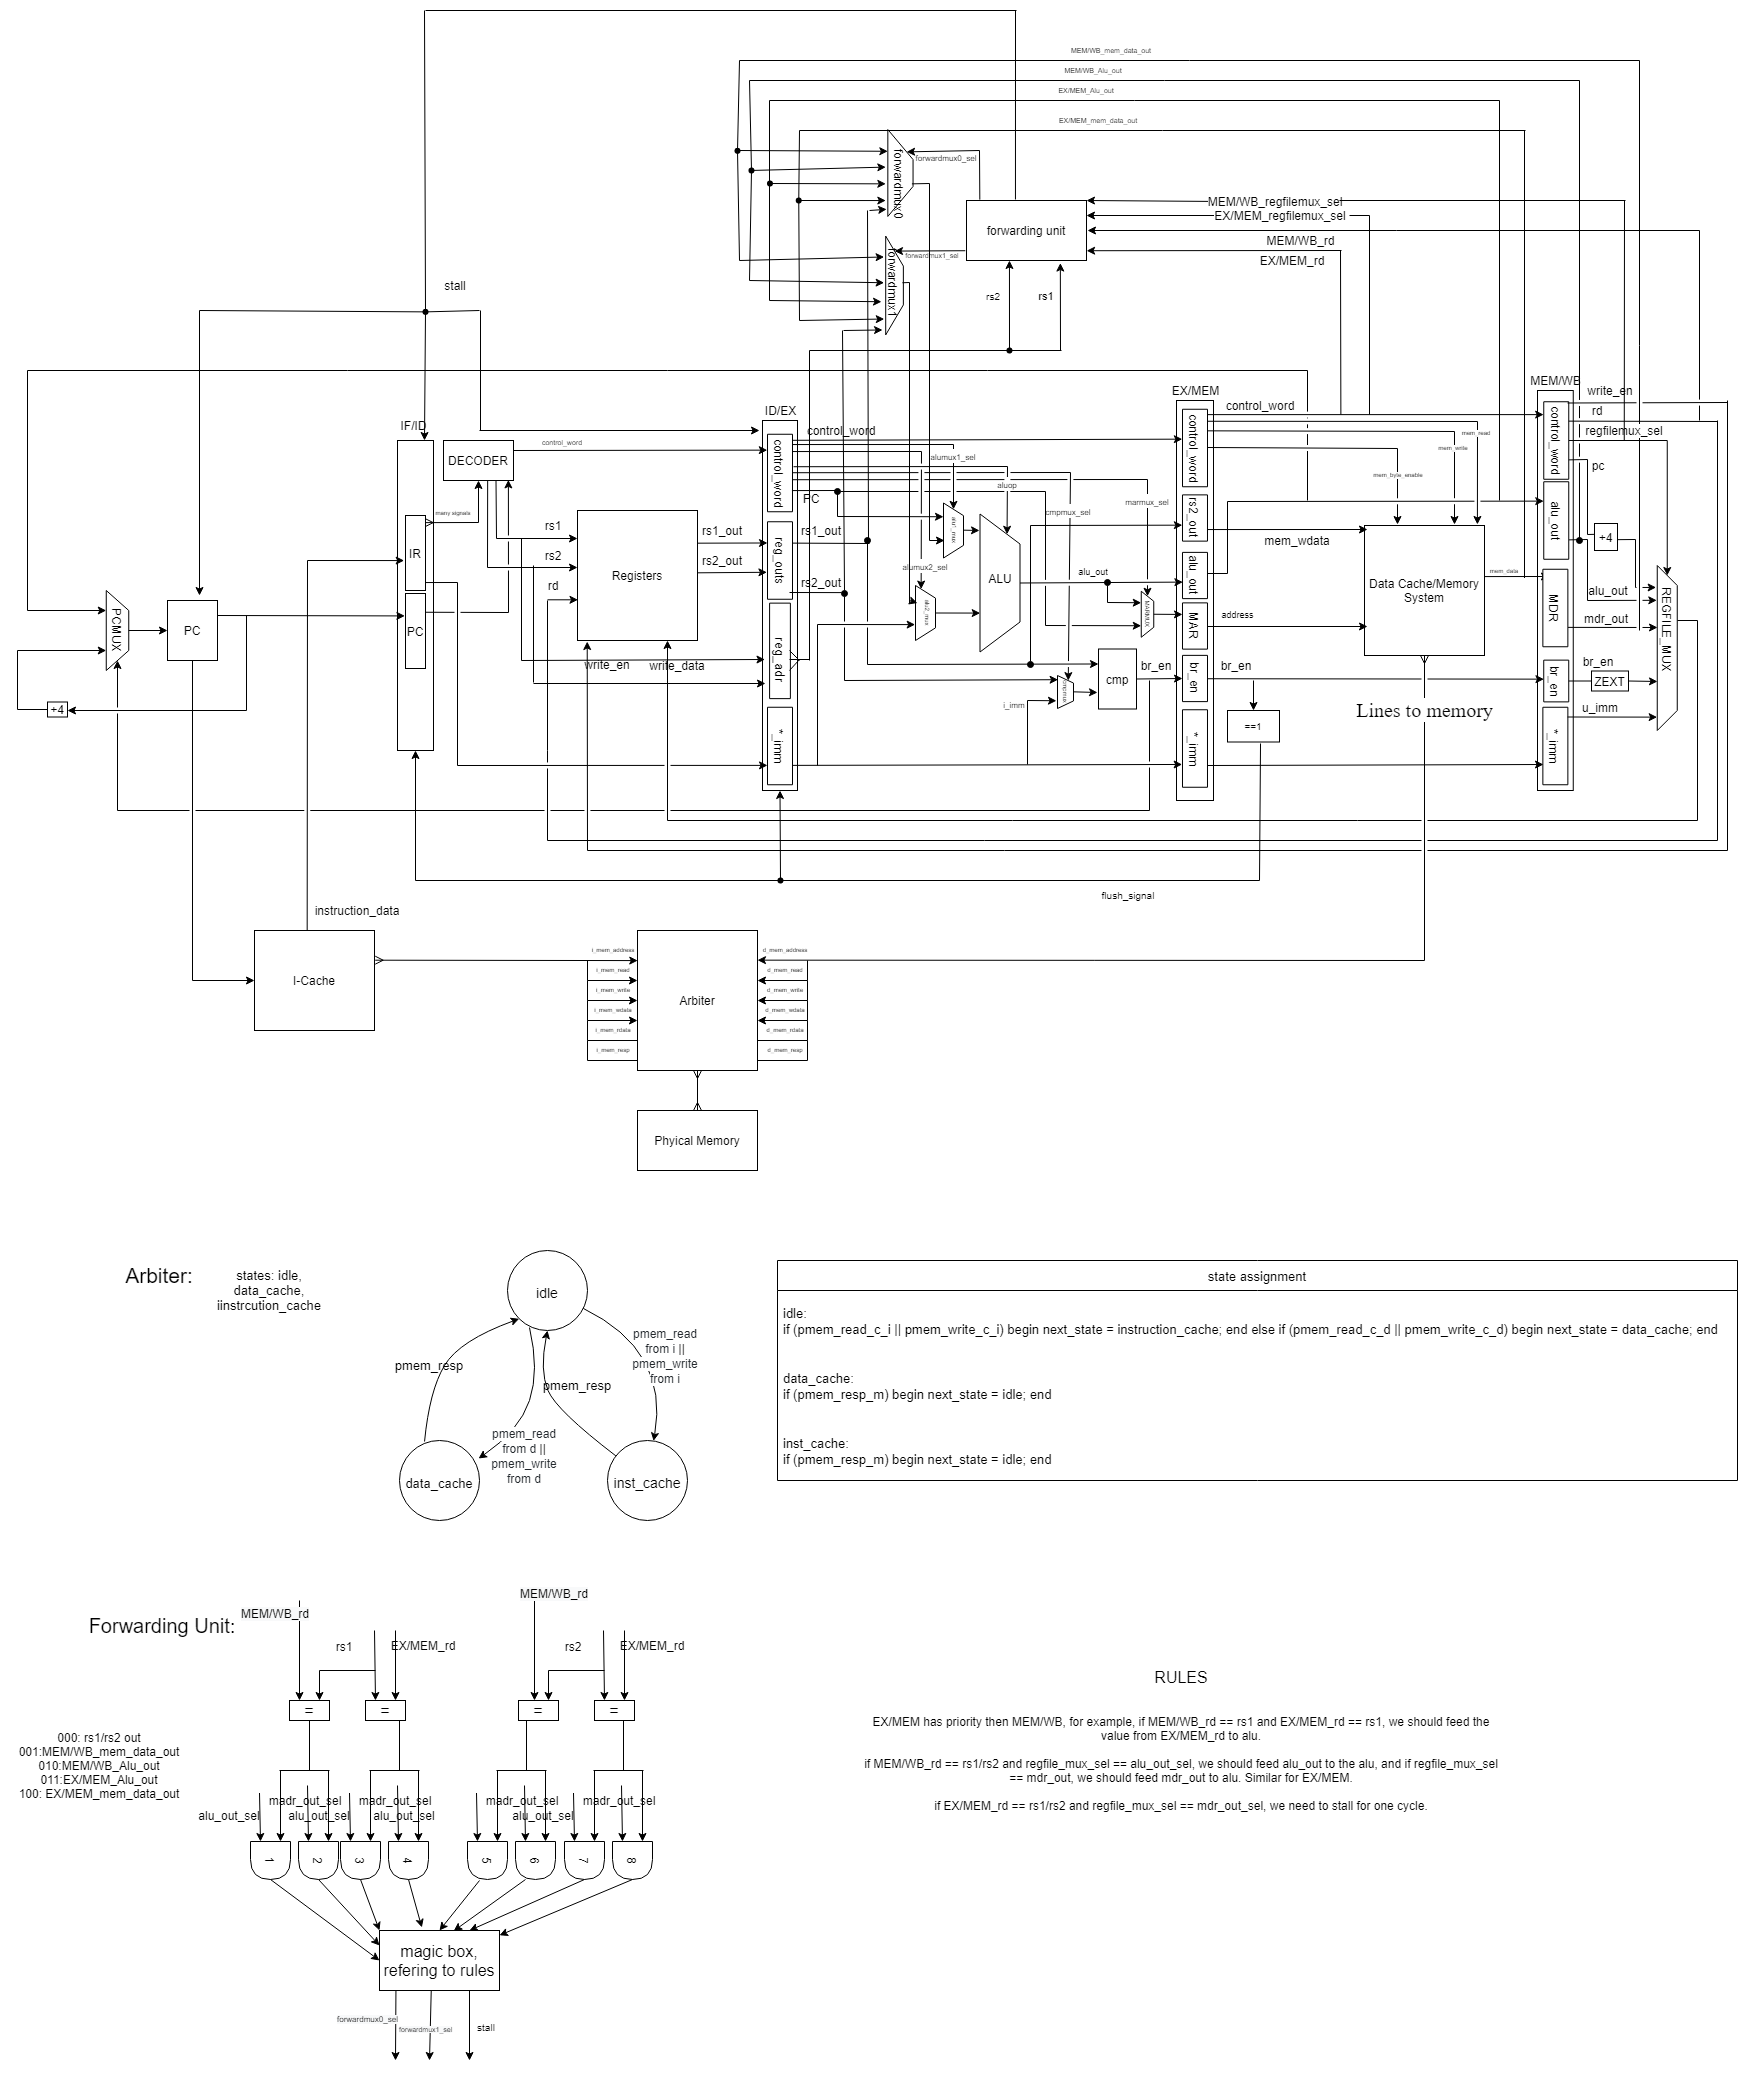 MEM/WB_mem_data_out
MEM/WB_Alu_out
EX/MEM_Alu_out
EX/MEM_mem_data_out
forwardmux0
forwardmux0_sel
forwarding unit
MEM/WB_regfilemux_sel
EX/MEM_regfilemux_sel
MEM/WB_rd
EX/MEM_rd
forwardmux1
forwardmux1_sel
rs2
rs1
stall
IF/ID
ID/EX
EX/MEM
MEM/WB
DECODER
control_word
many signals
IR
PC
PCMUX
PC
+4
rs1
rs2
rd
Registers
rs1_out
rs2_out
write_en
write_data
control_word
reg_outs
reg_adr
*_imm
control_word
PC
rs1_out
rs2_out
alumux1_sel
aluop
cmpmux_sel
marmux_sel
alumux2_sel
ALU
alu_out
MARMUX
i_imm
cmp
br_en
control_word
rs2_out
alu_out
MAR
br_en
*_imm
control_word
mem_read
mem_write
mem_byte_enable
mem_wdata
address
br_en
==1
Data Cache/Memory
System
mem_data
Lines to memory
control_word
alu_out
MDR
br_en
*_imm
write_en
rd
regfilemux_sel
pc
+4
alu_out
mdr_out
br_en
ZEXT
u_imm
REGFILE_MUX
flush_signal
instruction_data
I-Cache
i_mem_address
i_mem_read
i_mem_write
i_mem_wdata
i_mem_rdata
i_mem_resp
Arbiter
d_mem_address
d_mem_read
d_mem_write
d_mem_wdata
d_mem_rdata
d_mem_resp
Phyical Memory
Arbiter:
states: idle,
data_cache,
iinstrcution_cache
idle
pmem_resp
pmem_resp
pmem_read
from i ||
pmem_write
from i
pmem_read
from d ||
pmem_write
from d
data_cache
inst_cache
state assignment
idle:
if (pmem_read_c_i || pmem_write_c_i) begin next_state = instruction_cache; end else if (pmem_read_c_d || pmem_write_c_d) begin next_state = data_cache; end
data_cache:
if (pmem_resp_m) begin next_state = idle; end
inst_cache:
if (pmem_resp_m) begin next_state = idle; end
Forwarding Unit:
MEM/WB_rd
rs1
EX/MEM_rd
MEM/WB_rd
rs2
EX/MEM_rd
=
=
=
=
000: rs1/rs2 out
001:MEM/WB_mem_data_out
010:MEM/WB_Alu_out
011:EX/MEM_Alu_out
100: EX/MEM_mem_data_out
alu_out_sel
madr_out_sel
alu_out_sel
madr_out_sel
alu_out_sel
madr_out_sel
alu_out_sel
madr_out_sel
1
2
3
4
5
6
7
8
magic box,
refering to rules
forwardmux0_sel
forwardmux1_sel
stall
RULES
EX/MEM has priority then MEM/WB, for example, if MEM/WB_rd == rs1 and EX/MEM_rd == rs1, we should feed the
value from EX/MEM_rd to alu.
if MEM/WB_rd == rs1/rs2 and regfile_mux_sel == alu_out_sel, we should feed alu_out to the alu, and if regfile_mux_sel
== mdr_out, we should feed mdr_out to alu. Similar for EX/MEM.
if EX/MEM_rd == rs1/rs2 and regfile_mux_sel == mdr_out_sel, we need to stall for one cycle.